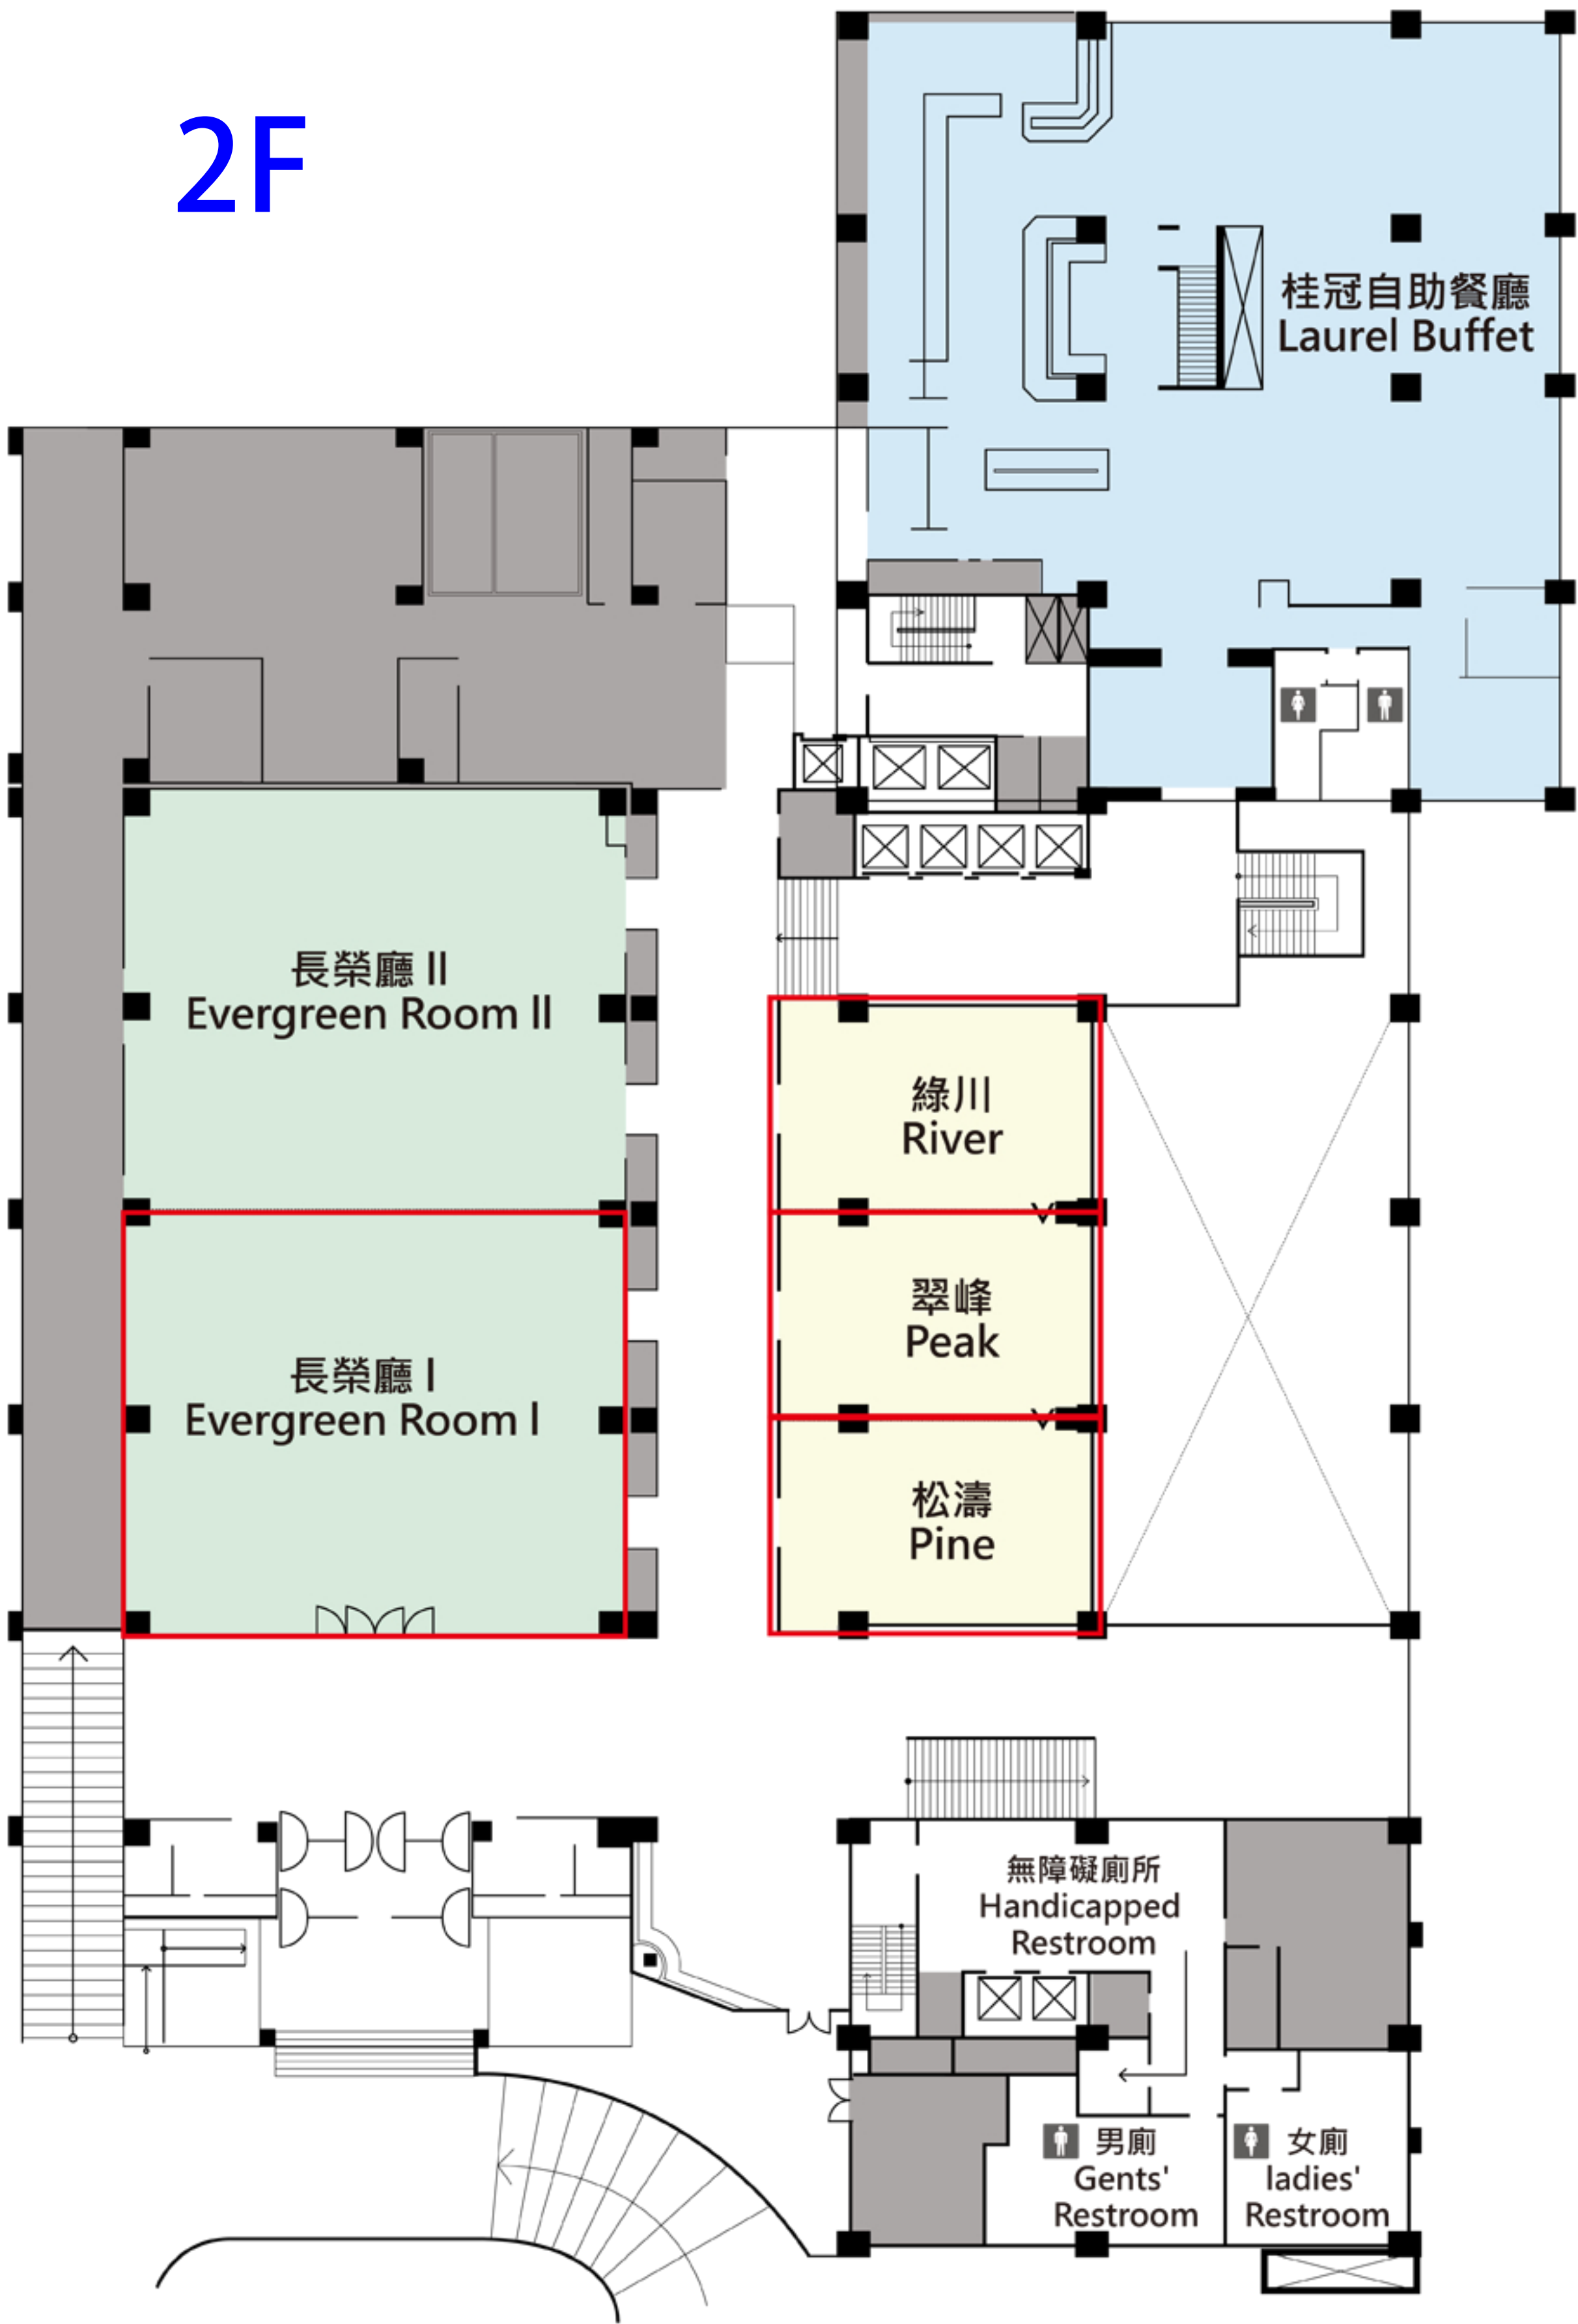 2F
桂冠自助餐廳
Laurel Buffet
長榮廳 II
Evergreen Room II
綠川
River
翠峰
Peak
長榮廳 I
Evergreen Room I
松濤
Pine
無障礙廁所
Handicapped
Restroom
男廁
Gents'
Restroom
女廁
ladies'
Restroom